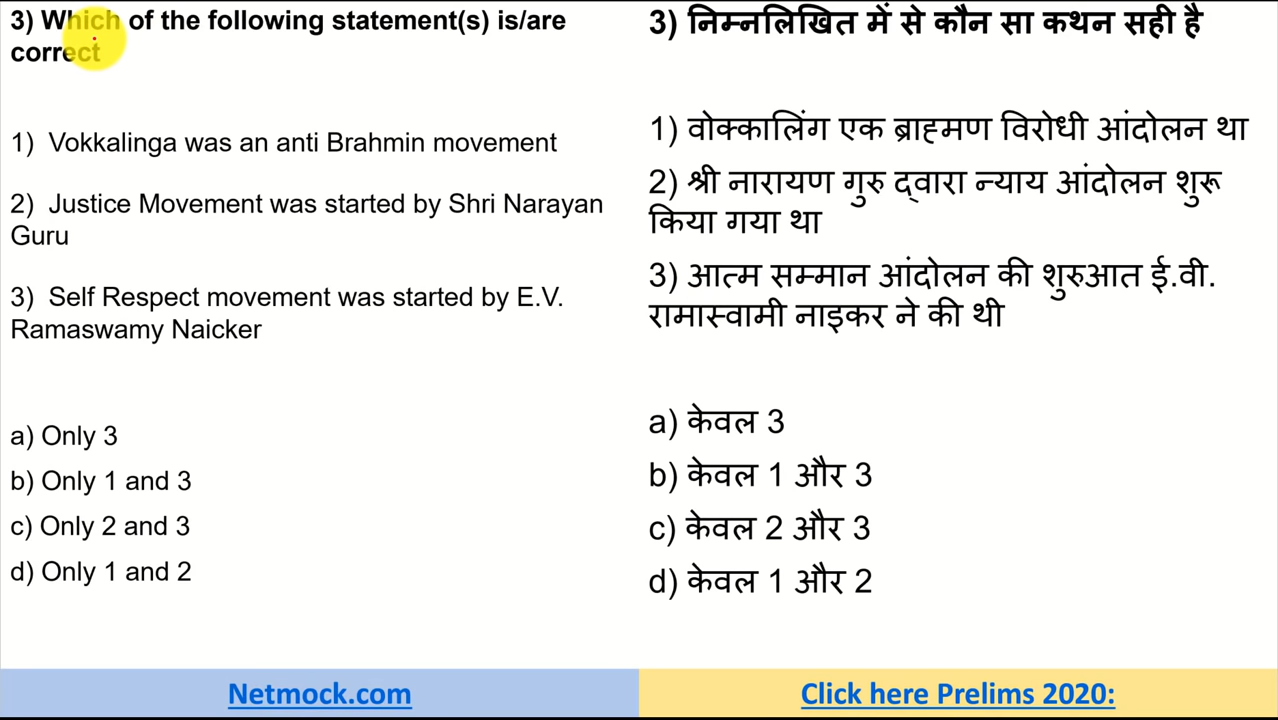 3) Which of the following statement(s) is/are
correct
1) Vokkalinga was an anti Brahmin movement
2) Justice Movement was started by Shri Narayan
Guru
3) Self Respect movement was started by E.V.
Ramaswamy Naicker
a) Only 3
b) Only 1 and 3
c) Only 2 and 3
d) Only 1 and 2
3) निम्नलिखित में से कौन सा कथन सही है
1) वोक्कालिंग एक ब्राह्मण विरोधी आंदोलन था
2) श्री नारायण गुरु द्वारा न्याय आंदोलन शुरू
किया गया था
3) आत्म सम्मान आंदोलन की शुरुआत ई.वी.
रामास्वामी नाइकर ने की थी
a) केवल 3
b) केवल 1 और 3
c) केवल 2 और 3
d) केवल 1 और 2
Netmock.com
Click here Prelims 2020: